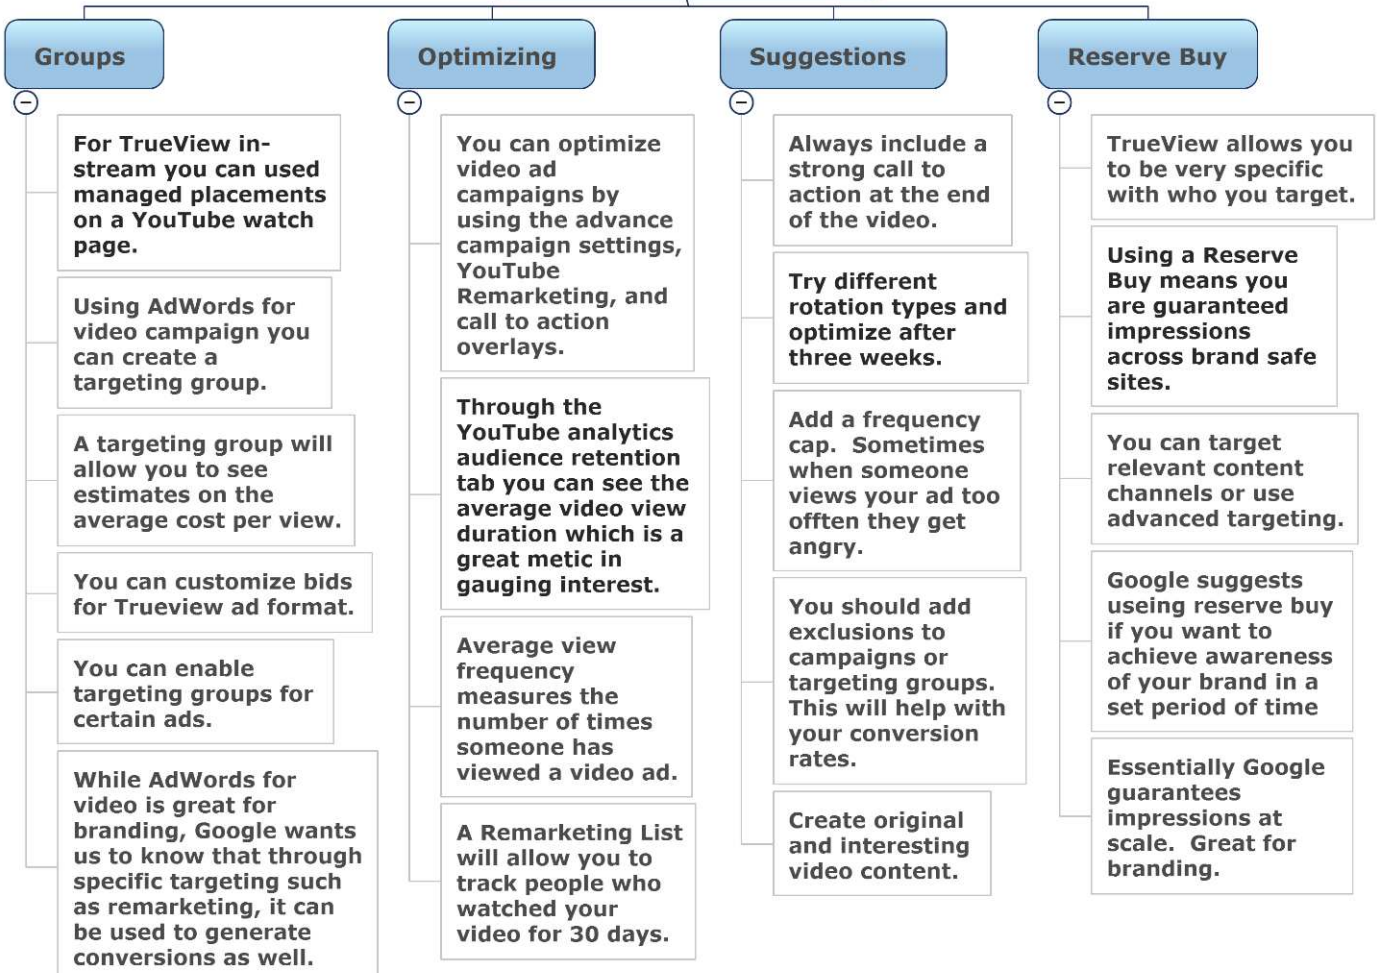 Groups
For TrueView in-
stream you can used
managed placements
on a YouTube watch
page.
Using AdWords for
video campaign you
can create a
targeting group.
A targeting group will
allow you to see
estimates on the
average cost per view.
You can customize bids
for Trueview ad format.
You can enable
targeting groups for
certain ads.
While AdWords for
video is great for
branding, Google wants
us to know that through
specific targeting such
as remarketing, it can
be used to generate
conversions as well.
Optimizing
You can optimize
video ad
campaigns by
using the advance
campaign settings,
YouTube
Remarketing, and
call to action
overlays.
Through the
YouTube analytics
audience retention
tab you can see the
average video view
duration which is a
great metic in
gauging interest.
Average view
frequency
measures the
number of times
someone has
viewed a video ad.
A Remarketing List
will allow you to
track people who
watched your
video for 30 days.
Suggestions
Always include a
strong call to
action at the end
of the video.
Try different
rotation types and
optimize after
three weeks.
Add a frequency
cap.  Sometimes
when someone
views your ad too
offten they get
angry.
You should add
exclusions to
campaigns or
targeting groups.
This will help with
your conversion
rates.
Create original
and interesting
video content.
Reserve Buy
TrueView allows you
to be very specific
with who you target.
Using a Reserve
Buy means you
are guaranteed
impressions
across brand safe
sites.
You can target
relevant content
channels or use
advanced targeting.
Google suggests
useing reserve buy
if you want to
achieve awareness
of your brand in a
set period of time
Essentially Google
guarantees
impressions at
scale.  Great for
branding.